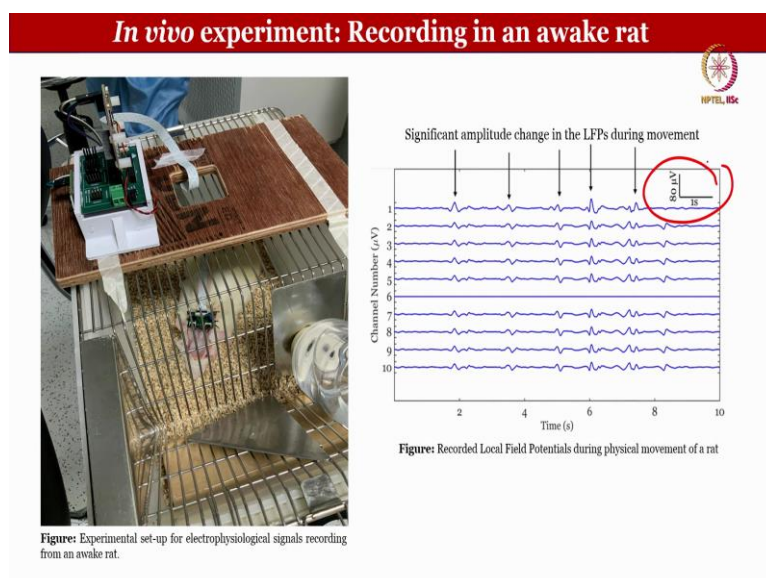 In vivo experiment: Recording in an awake rat
NPTEL, IISc
Significant amplitude change in the LFPs during movement
80 μV
1s
Channel Number (μV)
1
2
3
4
5
6
7
8
9
10
2 4 6 8 10
Time (s)
Figure: Recorded Local Field Potentials during physical movement of a rat
Figure: Experimental set-up for electrophysiological signals recording
from an awake rat.